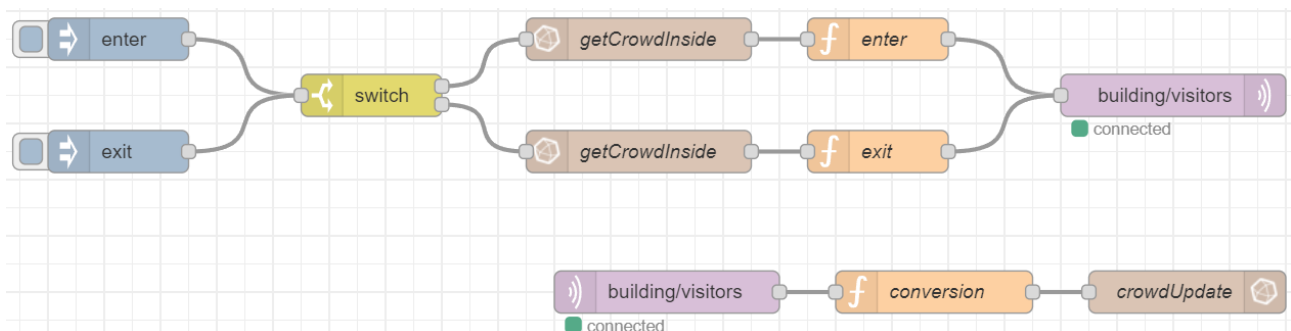 enter
getCrowdInside
enter
switch
building/visitors
connected
exit
getCrowdInside
exit
building/visitors
conversion
crowdUpdate
connected